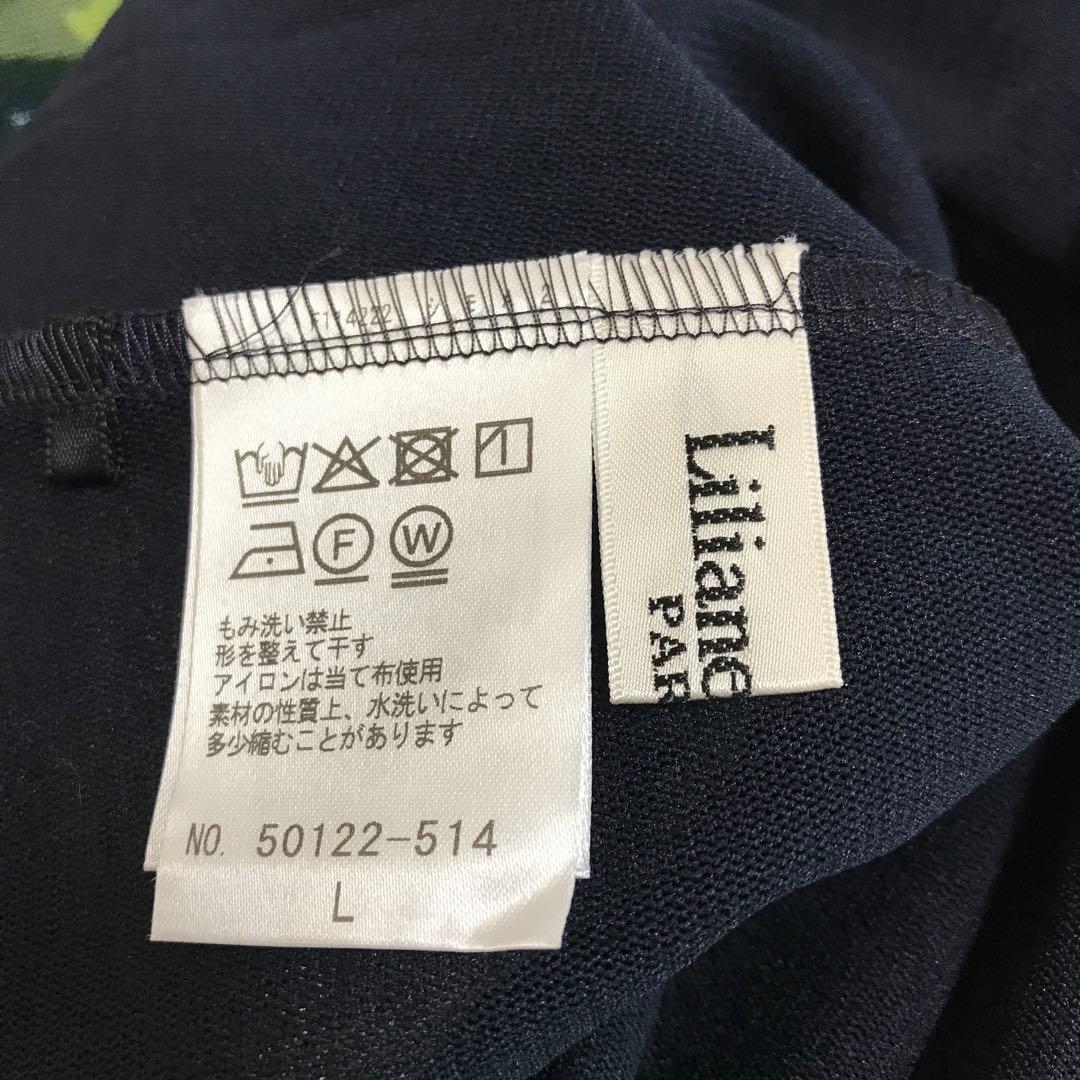 F114222
F
W
もみ洗い禁止
形を整えて干す
アイロンは当て布使用
素材の性質上、水洗いによって
多少縮むことがあります
NO. 50122-514
L
Liliane
PAR